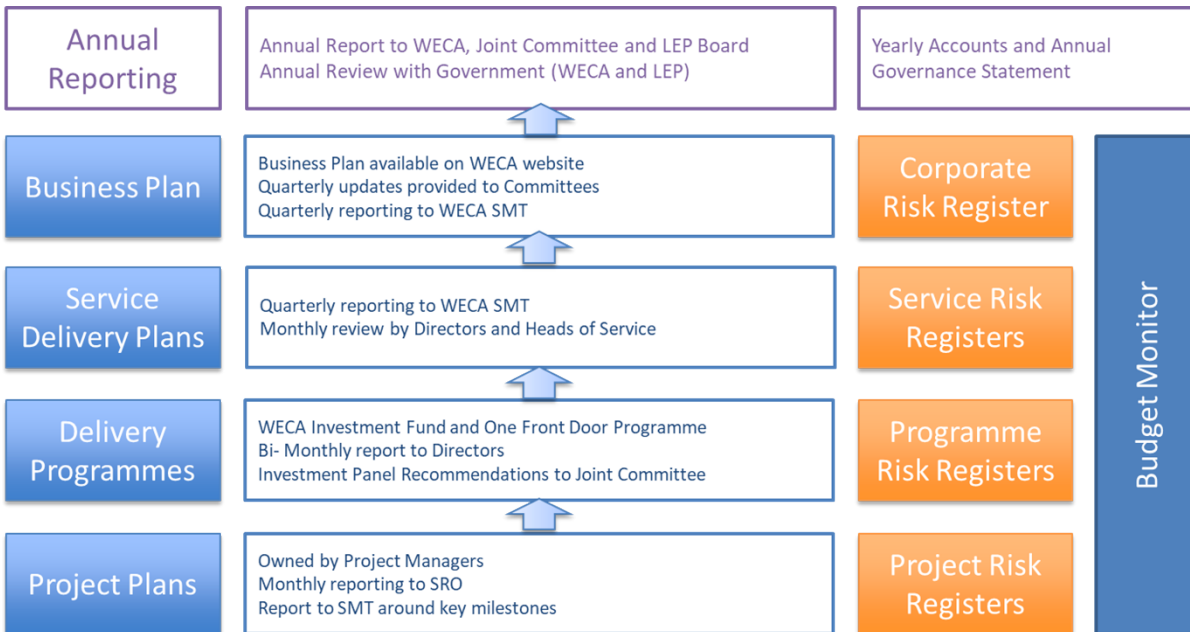 Annual
Reporting
Annual Report to WECA, Joint Committee and LEP Board
Annual Review with Government (WECA and LEP)
Yearly Accounts and Annual
Governance Statement
Business Plan
Business Plan available on WECA website
Quarterly updates provided to Committees
Quarterly reporting to WECA SMT
Corporate
Risk Register
Service
Delivery Plans
Quarterly reporting to WECA SMT
Monthly review by Directors and Heads of Service
Service Risk
Registers
Delivery
Programmes
WECA Investment Fund and One Front Door Programme
Bi- Monthly report to Directors
Investment Panel Recommendations to Joint Committee
Programme
Risk Registers
Project Plans
Owned by Project Managers
Monthly reporting to SRO
Report to SMT around key milestones
Project Risk
Registers
Budget Monitor